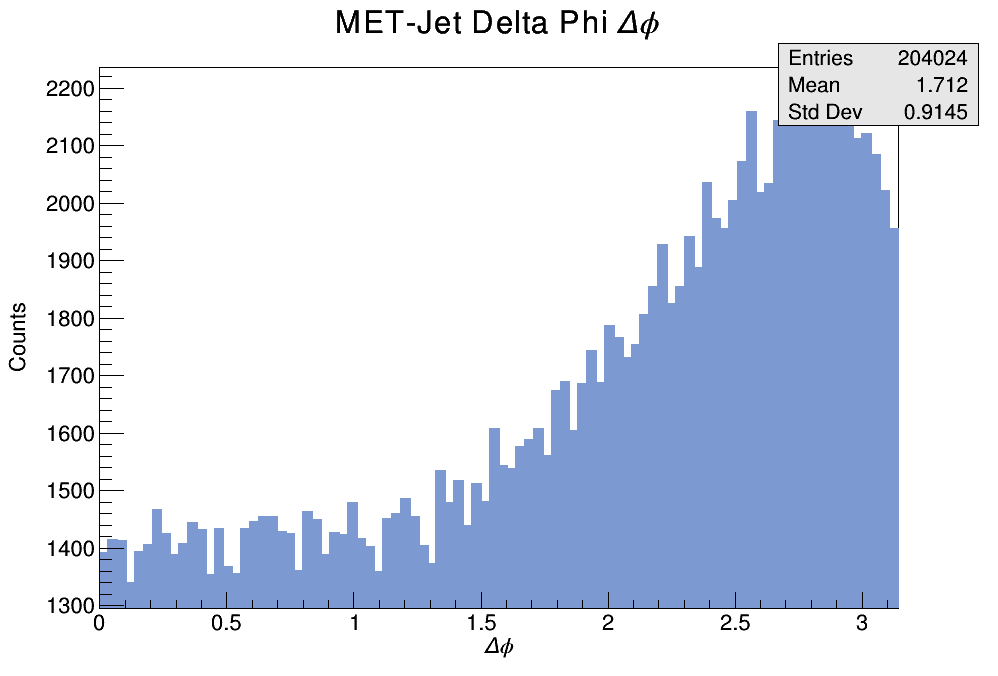 MET-Jet Delta Phi Δϕ
Entries 204024
Mean 1.712
Std Dev 0.9145
2200
2100
2000
1900
1800
1700
1600
1500
1400
1300
Counts
0 0.5 1 1.5 2 2.5 3
Δϕ